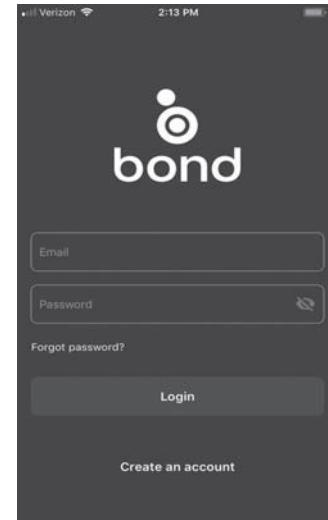 Verizon 2:13 PM
bond
Email
Password
Forgot password?
Login
Create an account